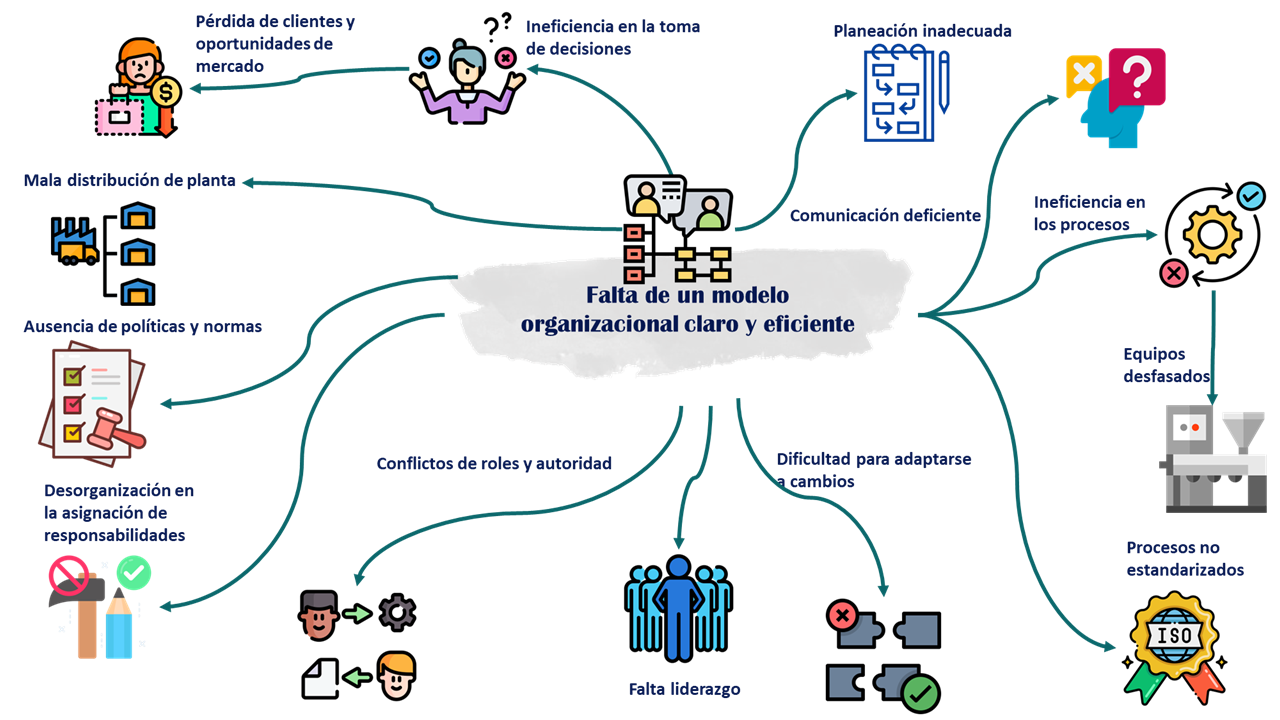 Pérdida de clientes y
oportunidades de
mercado
Ineficiencia en la toma
de decisiones
??
Planeación inadecuada
?
$
Mala distribución de planta
Comunicación deficiente
Ineficiencia en
los procesos
Falta de un modelo
organizacional claro y eficiente
Ausencia de políticas y normas
Equipos
desfasados
Conflictos de roles y autoridad
Dificultad para adaptarse
a cambios
Desorganización en
la asignación de
responsabilidades
Procesos no
estandarizados
ISO
Falta liderazgo